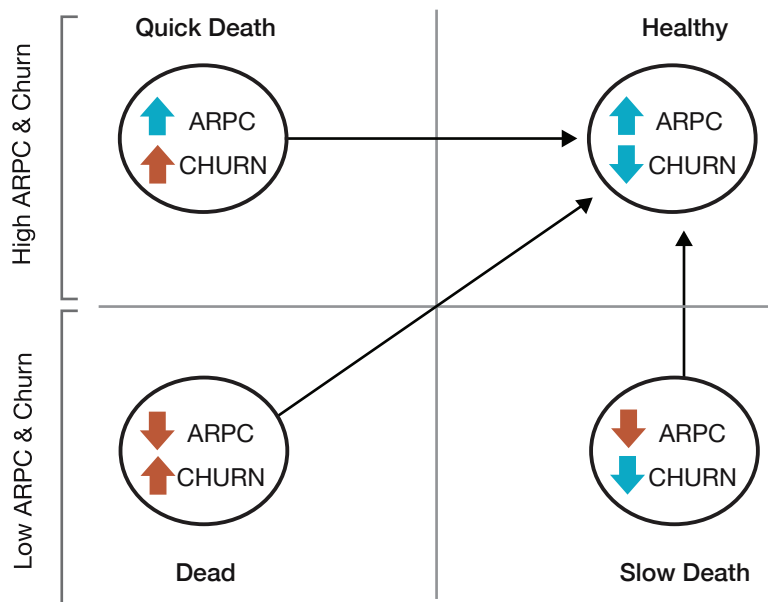 High ARPC & Churn
Quick Death
Healthy
ARPC
CHURN
ARPC
CHURN
Low ARPC & Churn
ARPC
CHURN
ARPC
CHURN
Dead
Slow Death